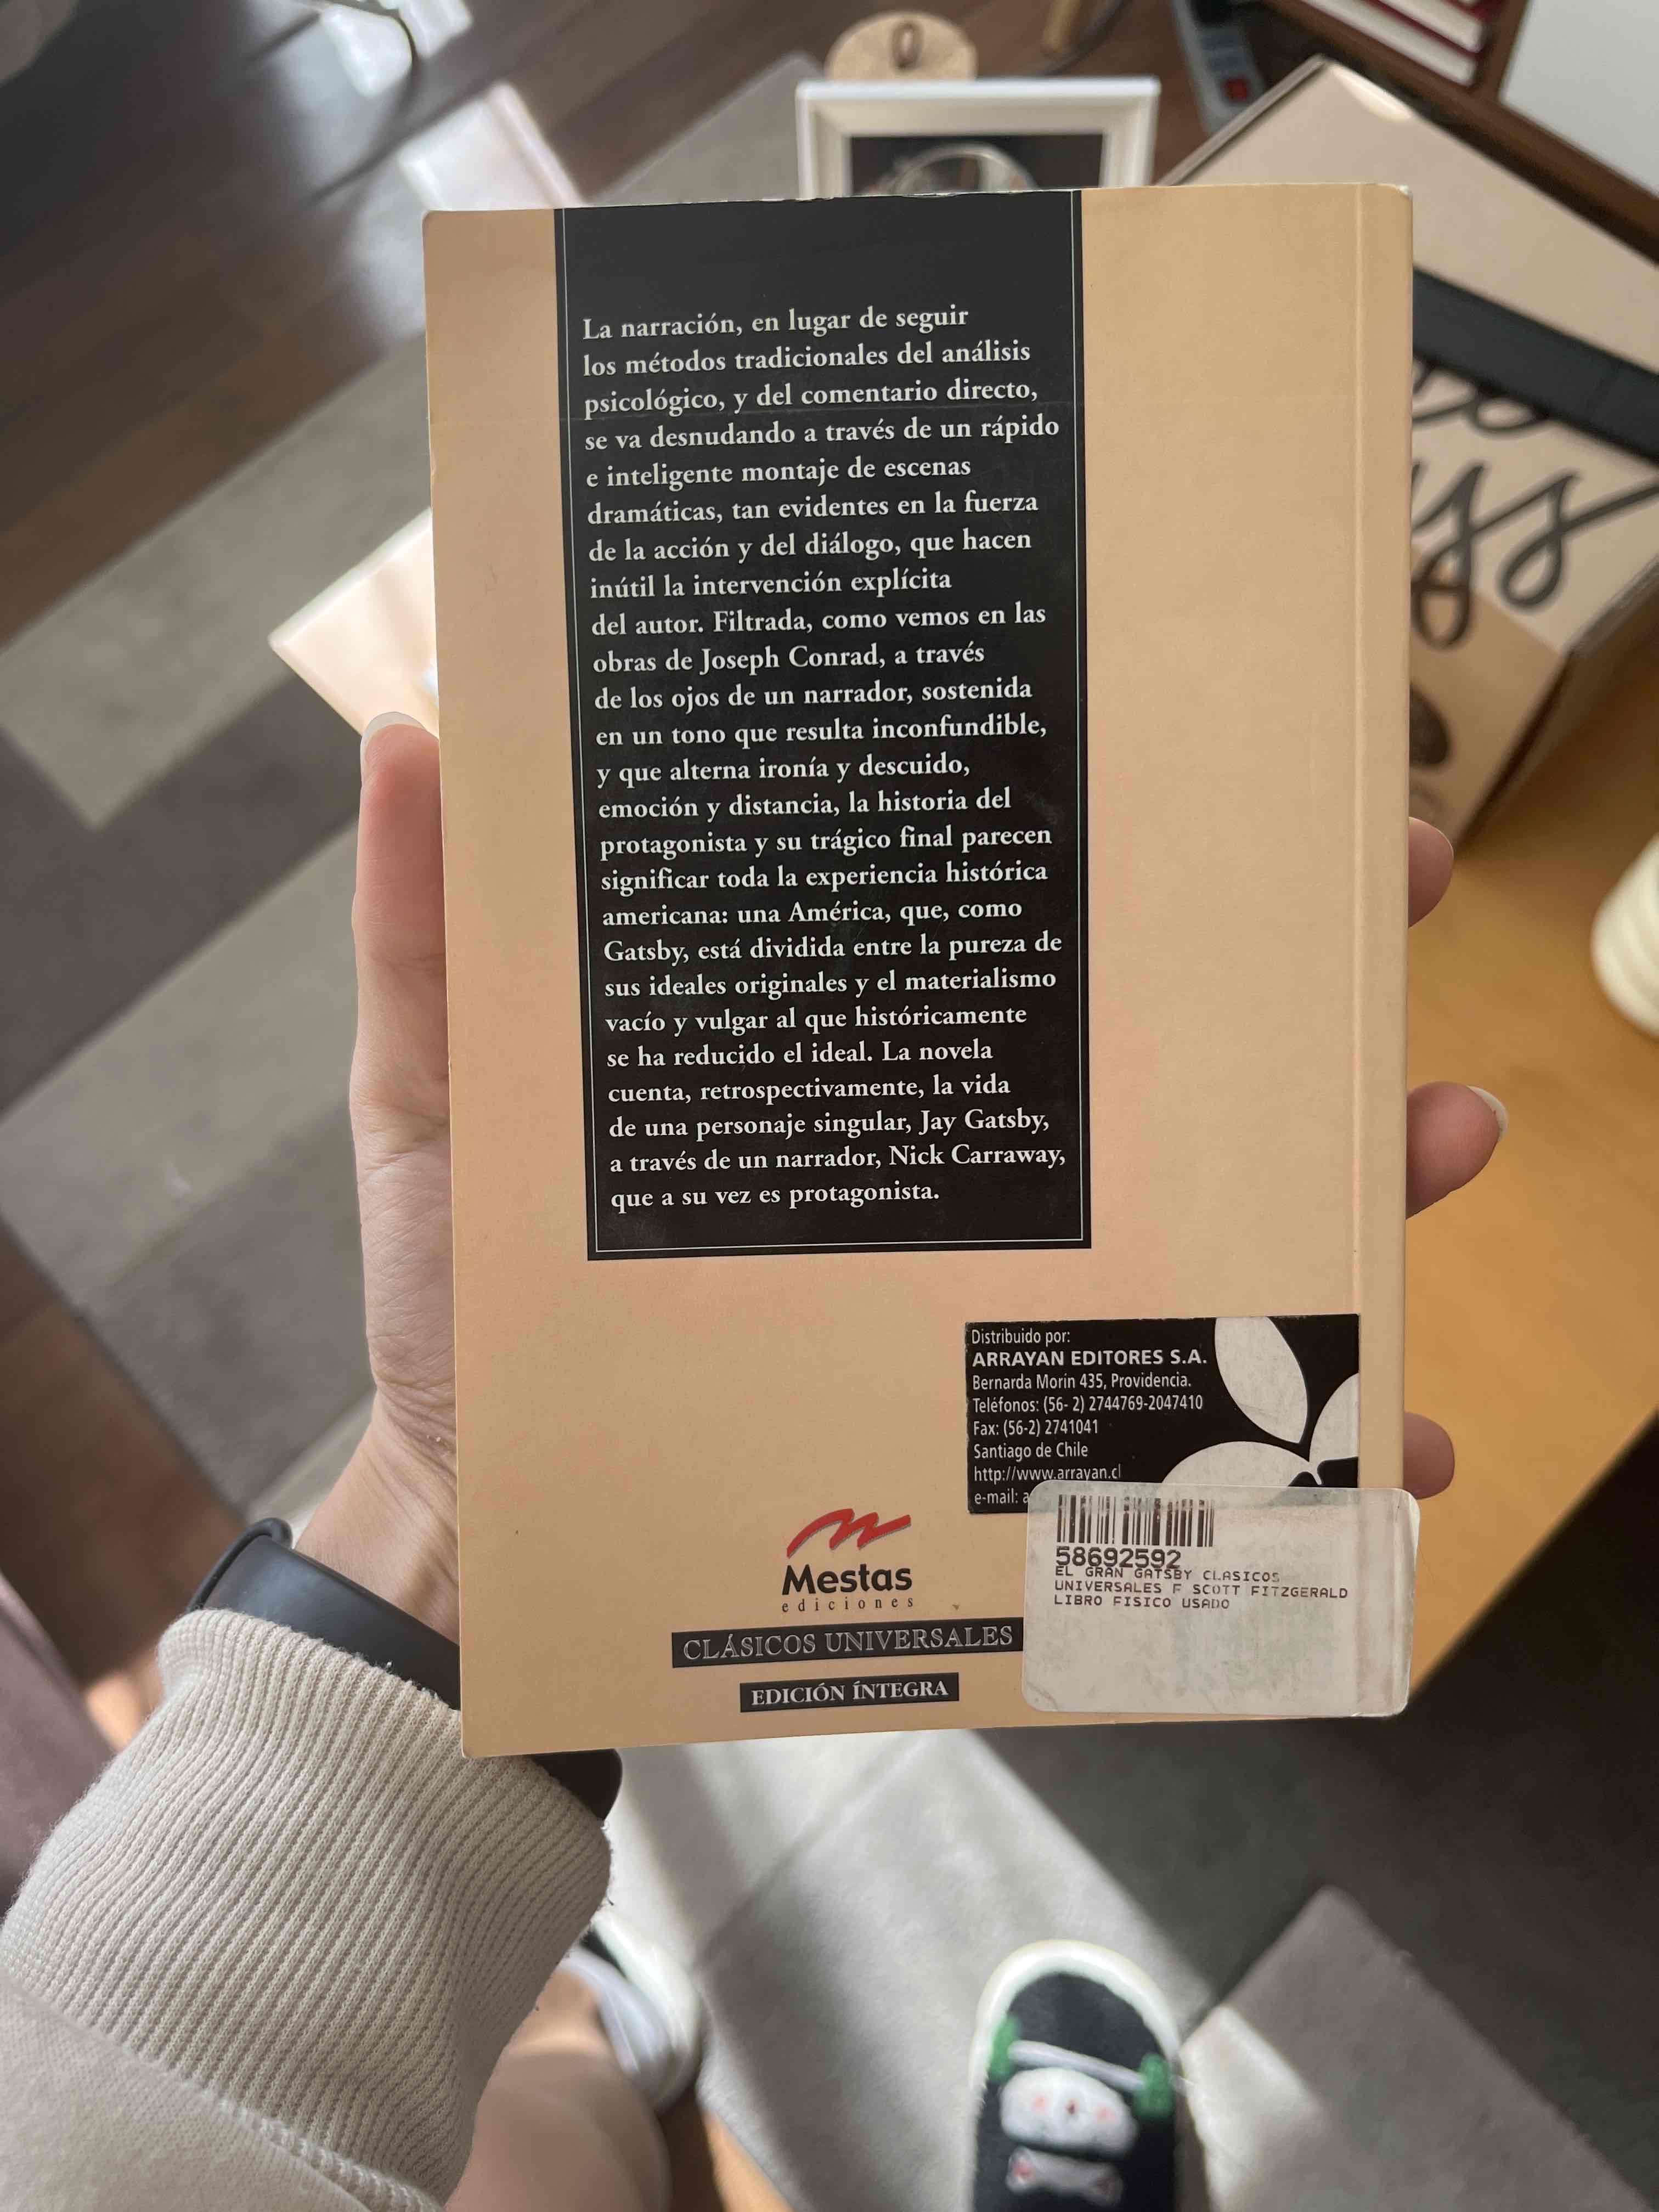 La narración, en lugar de seguir
los métodos tradicionales del análisis
psicológico, y del comentario directo,
se va desnudando a través de un rápido
e inteligente montaje de escenas
dramáticas, tan evidentes en la fuerza
de la acción y del diálogo, que hacen
inútil la intervención explícita
del autor. Filtrada, como vemos en las
obras de Joseph Conrad, a través
de los ojos de un narrador, sostenida
en un tono que resulta inconfundible,
y que alterna ironía y descuido,
emoción y distancia, la historia del
protagonista y su trágico final parecen
significar toda la experiencia histórica
americana: una América, que, como
Gatsby, está dividida entre la pureza de
sus ideales originales y el materialismo
vacío y vulgar al que históricamente
se ha reducido el ideal. La novela
cuenta, retrospectivamente, la vida
de una personaje singular, Jay Gatsby,
a través de un narrador, Nick Carraway,
que a su vez es protagonista.
Distribuido por:
ARRAYAN EDITORES S.A.
Bernarda Morin 435, Providencia.
Teléfonos: (56- 2) 2744769-2047410
Fax: (56-2) 2741041
Santiago de Chile
http://www.arrayan.cl
e-mail: a
Mestas
ediciones
CLÁSICOS UNIVERSALES
EDICIÓN ÍNTEGRA
58692592
EL GRAN GATSBY CLASICOS
UNIVERSALES F SCOTT FITZGERALD
LIBRO FISICO USADO